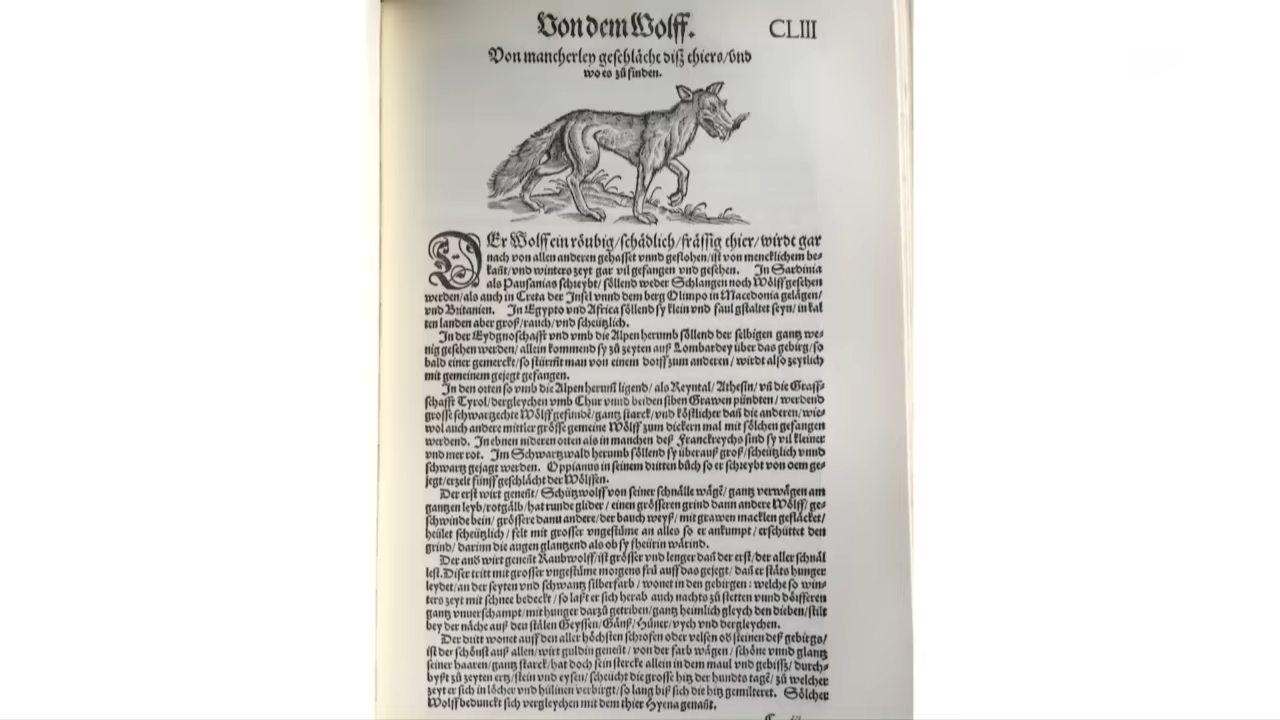 Von dem Wolff.
CLIII
Von mancherley geschlächt diß thiers/vnd
wo es zů finden.
DEr Wolff ein röubig/schädlich/frässig thier/wirdt gar
nach von allen anderen gehasset vnnd geflohen/ist von mencklichem be⸗
kañt/vnd winters zeyt gar vil gefangen vnd gesehen. In Sardinia
als Pausanias schreybt/söllend weder Schlangen noch Wölff gesehen
werden/als auch in Creta der Insel vnnd dem berg Olimpo in Macedonia gelägen/
vnd Britanien. In Egypto vnd Africa söllend sy klein vnd faul gstaltet seyn/in kal
ten landen aber groß/rauch/vnd scheützlich.
In der Eydgnoschafft vnd vmb die Alpen herumb söllend der selbigen gantz we⸗
nig gesehen werden/allein kommend sy zů zeyten auß Lombardey über das gebirg/so
bald einer gemerckt/so stürmt man von einem dorff zum anderen/wirdt also zeytlich
mit gemeinem gejegt gefangen.
In den orten so vmb die Alpen herum̃ ligend/als Reyntal/Athesin/vñ die Graff⸗
schafft Tyrol/dergleychen vmb Chur vnnd beiden siben Grawen pündten/werdend
grosse schwartzechte Wölff gefundẽ/gantz starck/vnd köstlicher dañ die anderen/wie⸗
wol auch andere mittler grösse gemeine Wölff zum dickern mal mit sölchen gefangen
werdend. In ebnen nideren orten als in manchen deß Franckreychs sind sy vil kleiner
vnd mer rot. Im Schwartzwald herumb söllend sy überauß groß/scheützlich vnnd
schwartz gejagt werden. Oppianus in seinem dritten bůch so er schreybt von dem ge⸗
jegt/erzelt fünff geschlächt der Wölffen.
Der erst wirt geneñt/Schützwolff von seiner schnälle wägẽ/gantz verwägen am
gantzen leyb/rotgälb/hat runde glider/einen grösseren grind dann andere Wölff/ge⸗
schwinde bein/grössere dann andere/der bauch weyß/mit grawen macklen gefläcket/
heület scheützlich/felt mit grosser vngestüme an alles so er ankumpt/erschüttet den
grind/darinn die augen glantzend als ob sy fheürin wärind.
Der and wirt geneñt Raubwolff/ist grösser vnd lenger dañ der erst/der aller schnäl
lest. Diser tritt mit grosser vngestüme morgens frů auff das gejegt/dañ er stäts hunger
leydet/an der seyten vnd schwantz silberfarb/wonet in den gebirgen: welche so win⸗
ters zeyt mit schnee bedeckt/so laßt er sich herab auch nachts zů stetten vnnd dörfferen
gantz vnuerschampt/mit hunger darzů getriben/gantz heimlich gleych den dieben/stilt
bey der näche auß den stälen Geyssen/Gänß/Hüner/vych vnd dergleychen.
Der dritt wonet auff den aller höchsten schrofen oder velsen ob steinen deß gebirgs/
ist der schönst auß allen/wirt guldin geneñt/von der farb wägen/schöne vnnd glantz
seiner haaren/gantz starck/hat doch sein stercke allein in dem maul vnd gebiß/durch⸗
byßt zů zeyten ertz/stein vnd eysen/scheücht die grosse hitz der hundts tagẽ/zů welcher
zeyt er sich in löcher vnd hülinen verbirgt/so lang biß sich die hitz gemilteret. Sölcher
Wolff bedunckt sich vergleychen mit dem thier Hyena genañt.